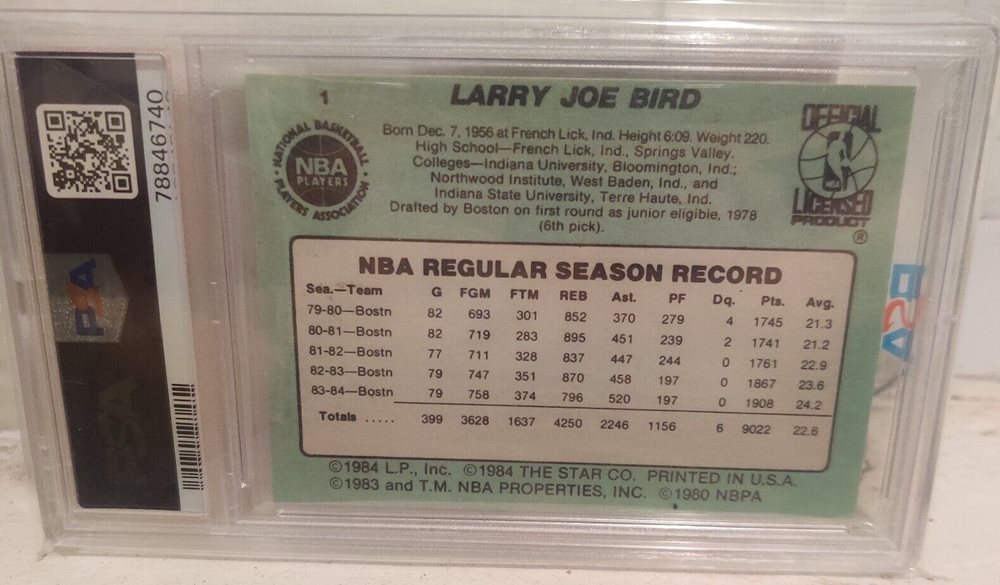 78846740
PSA
PSA
1
LARRY JOE BIRD
NATIONAL BASKETBALL
NBA
PLAYERS
PLAYERS ASSOCIATION
Born Dec. 7, 1956 at French Lick, Ind. Height 6:09. Weight 220.
High School—French Lick, Ind., Springs Valley.
Colleges—Indiana University, Bloomington, Ind.;
Northwood Institute, West Baden, Ind., and
Indiana State University, Terre Haute, Ind.
Drafted by Boston on first round as junior eligible, 1978
(6th pick).
OFFICIAL
NBA
LICENSED
PRODUCT
®
NBA REGULAR SEASON RECORD
Sea.—Team G FGM FTM REB Ast. PF Dq. Pts. Avg.
79-80—Bostn 82 693 301 852 370 279 4 1745 21.3
80-81—Bostn 82 719 283 895 451 239 2 1741 21.2
81-82—Bostn 77 711 328 837 447 244 0 1761 22.9
82-83—Bostn 79 747 351 870 458 197 0 1867 23.6
83-84—Bostn 79 758 374 796 520 197 0 1908 24.2
Totals ..... 399 3628 1637 4250 2246 1156 6 9022 22.6
©1984 L.P., Inc. ©1984 THE STAR CO. PRINTED IN U.S.A.
©1983 and T.M. NBA PROPERTIES, INC. ©1980 NBPA
PSA